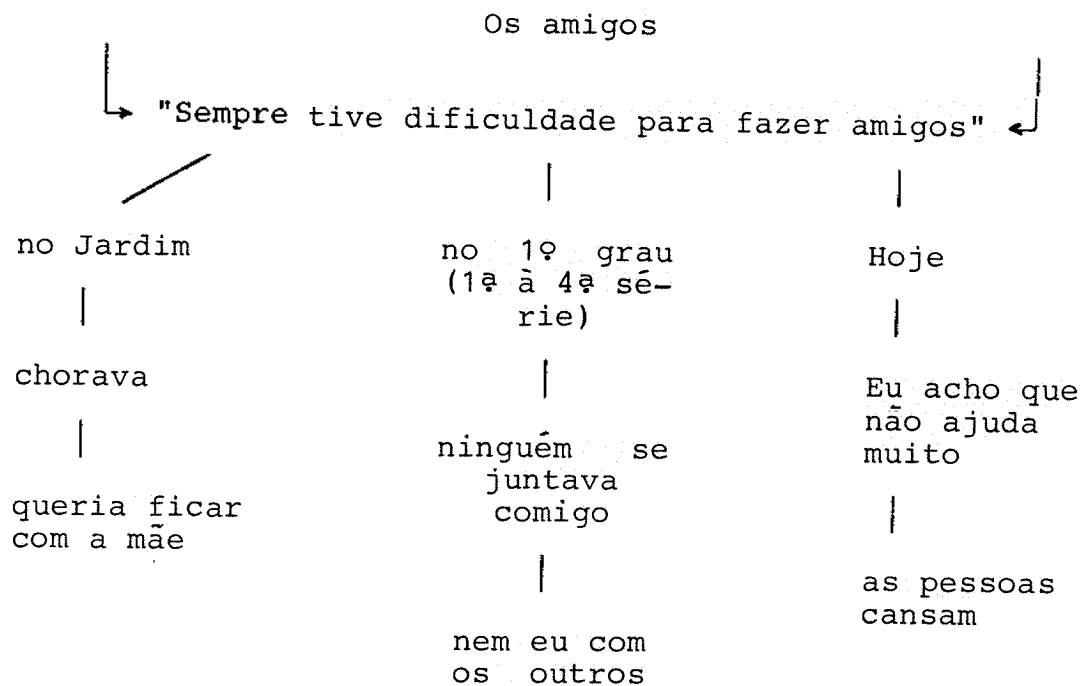 Os amigos
"Sempre tive dificuldade para fazer amigos"
no Jardim
chorava
queria ficar
com a mãe
no 1º grau
(1ª à 4ª sé-
rie)
ninguém se
juntava
comigo
nem eu com
os outros
Hoje
Eu acho que
não ajuda
muito
as pessoas
cansam